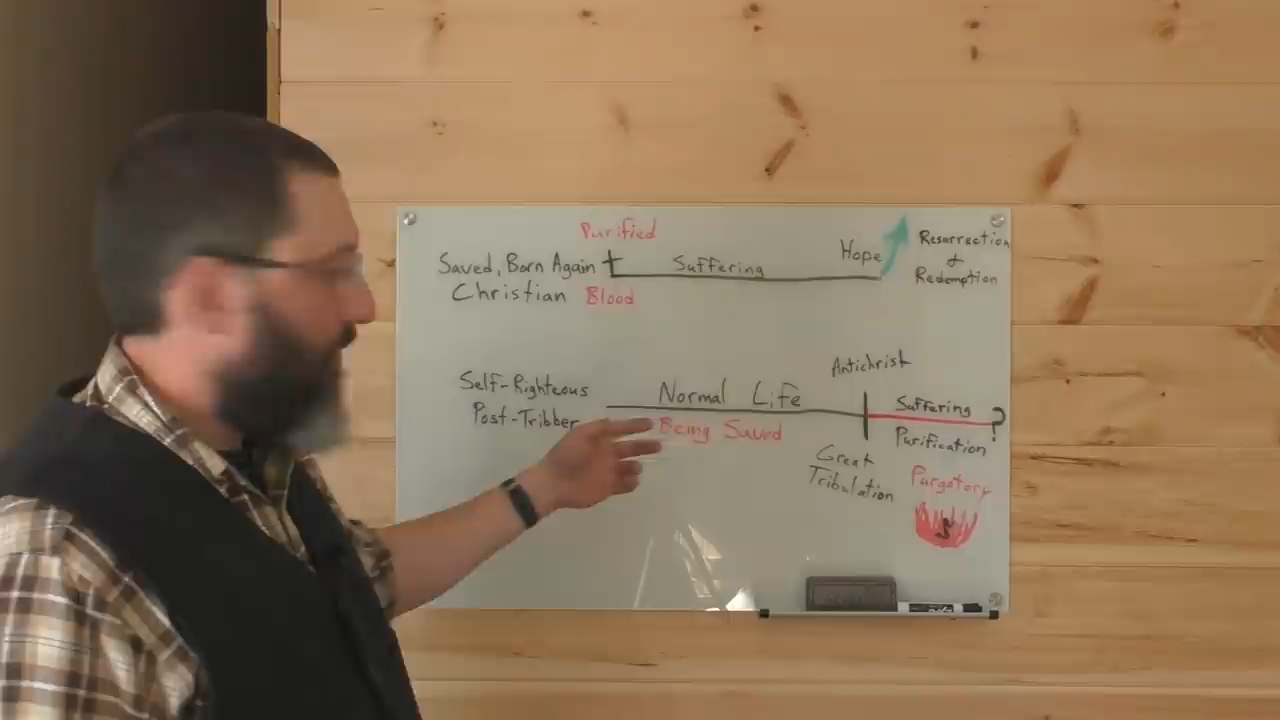 Purified
Saved, Born Again Suffering Hope
Christian Blood
Resurrection
&
Redemption
Self-Righteous Normal Life
Post-Tribber Being Saved
Antichrist
Great
Tribulation
Suffering ?
Purification
Purgatory